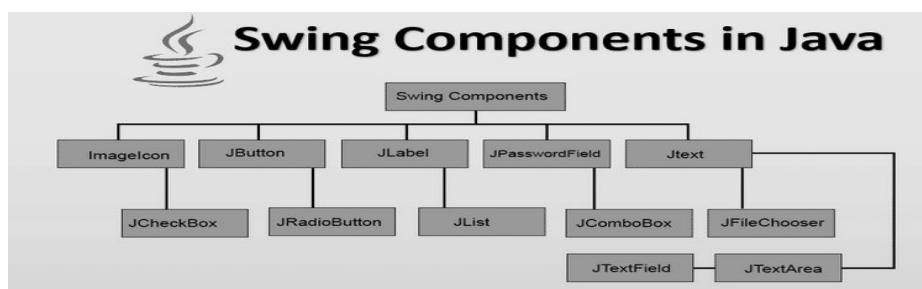 Swing Components in Java
Swing Components
ImageIcon JButton JLabel JPasswordField Jtext
JCheckBox JRadioButton JList JComboBox JFileChooser
JTextField JTextArea